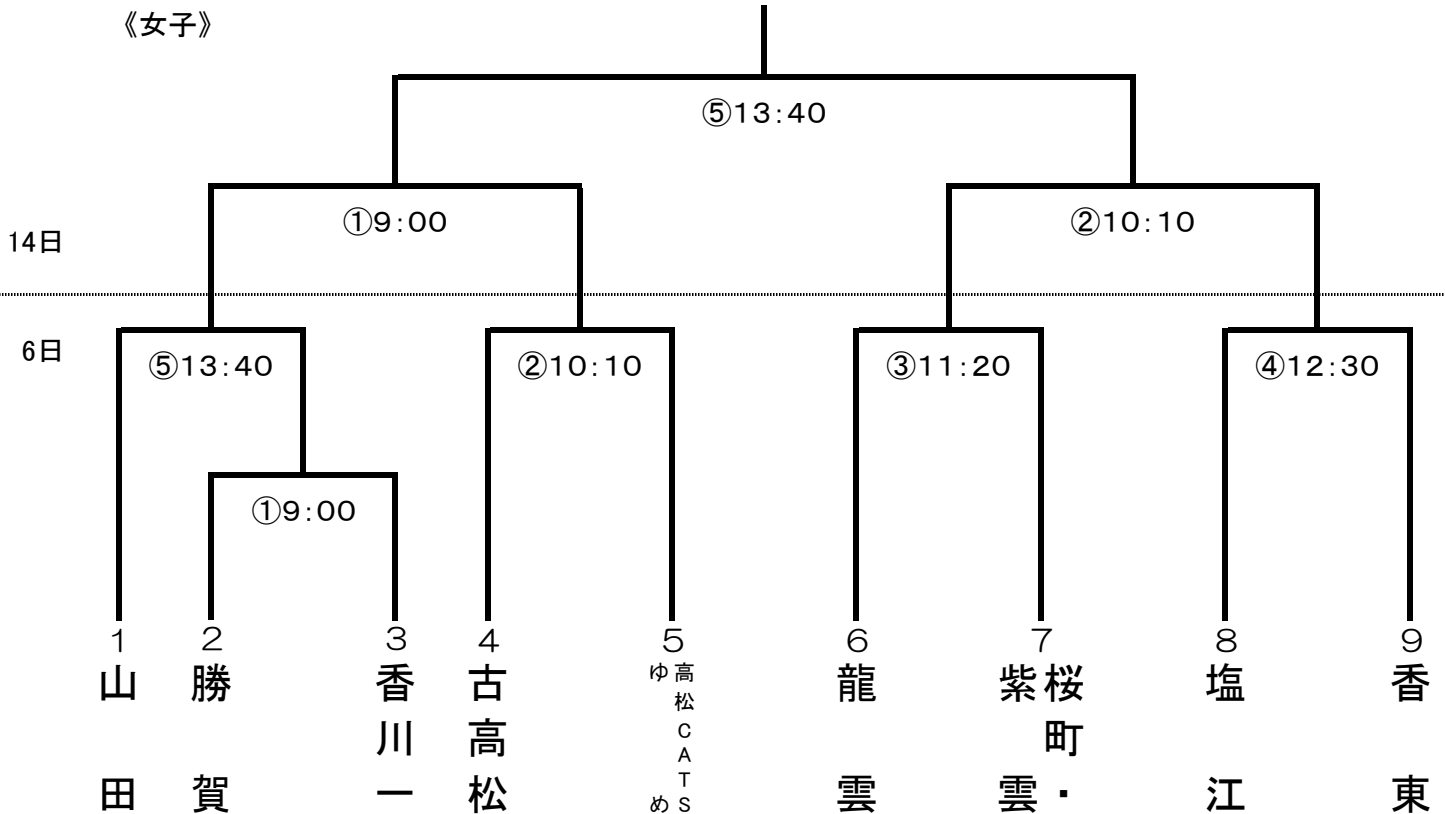 《女子》
⑤13:40
①9:00
②10:10
14日
6日
⑤13:40
②10:10
③11:20
④12:30
①9:00
1
2
3
4
5
6
7
8
9
山田
勝賀
香川一
古高松
高松CATS
ゆめ
龍雲
桜町・
紫雲
塩江
香東